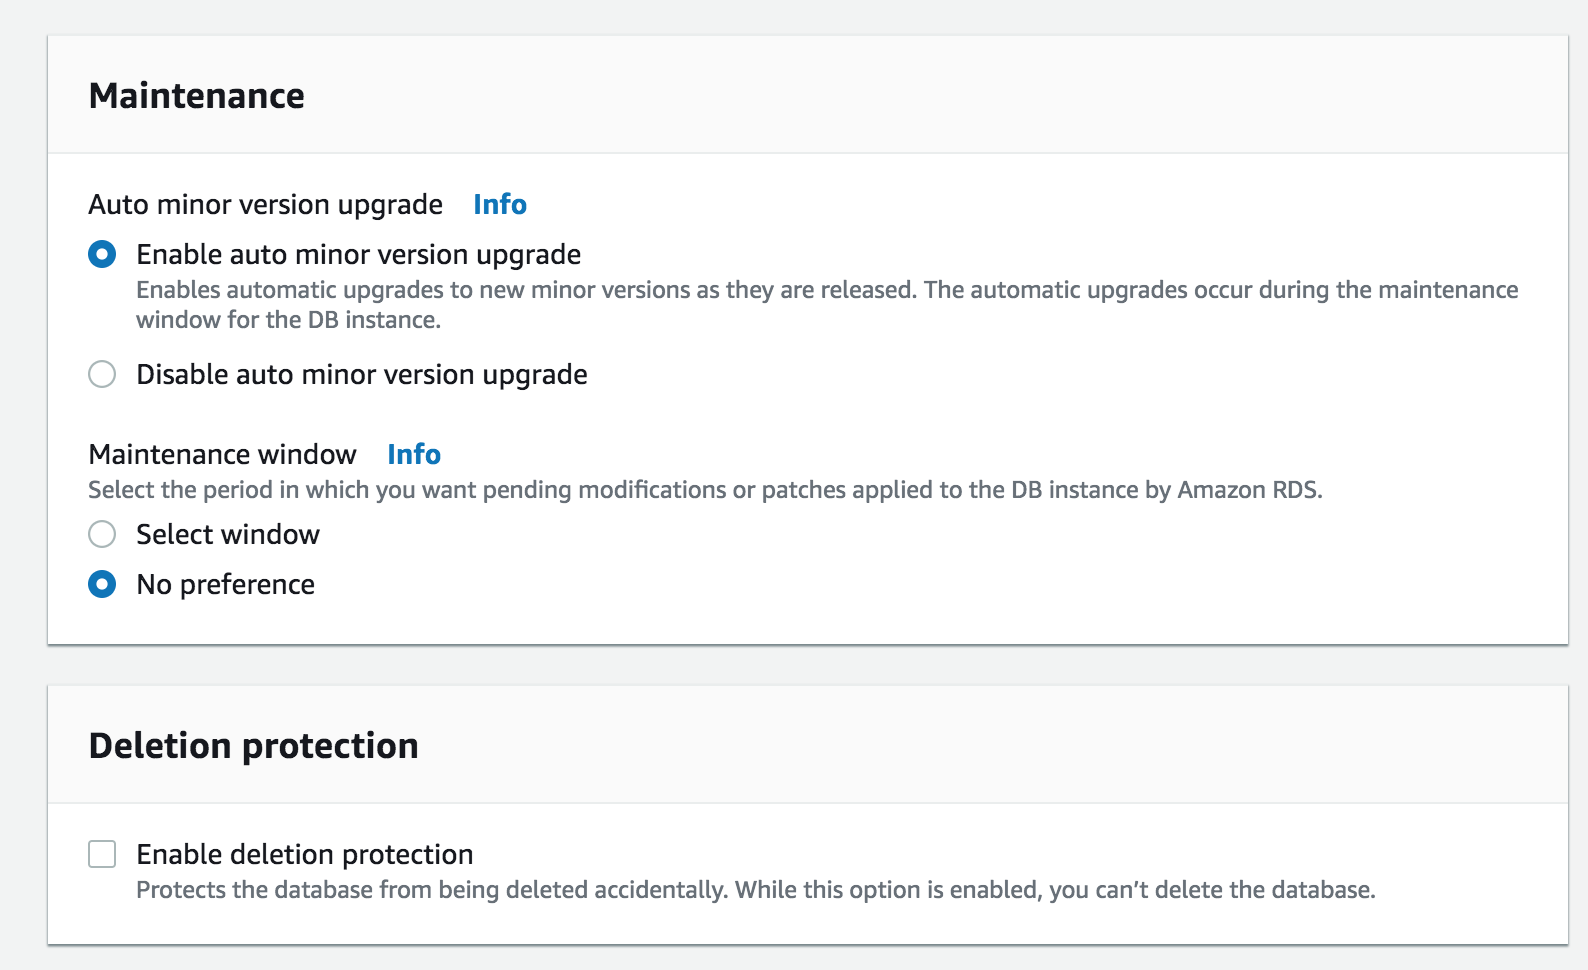 Maintenance
Auto minor version upgrade Info
Enable auto minor version upgrade
Enables automatic upgrades to new minor versions as they are released. The automatic upgrades occur during the maintenance
window for the DB instance.
Disable auto minor version upgrade
Maintenance window Info
Select the period in which you want pending modifications or patches applied to the DB instance by Amazon RDS.
Select window
No preference
Deletion protection
Enable deletion protection
Protects the database from being deleted accidentally. While this option is enabled, you can’t delete the database.